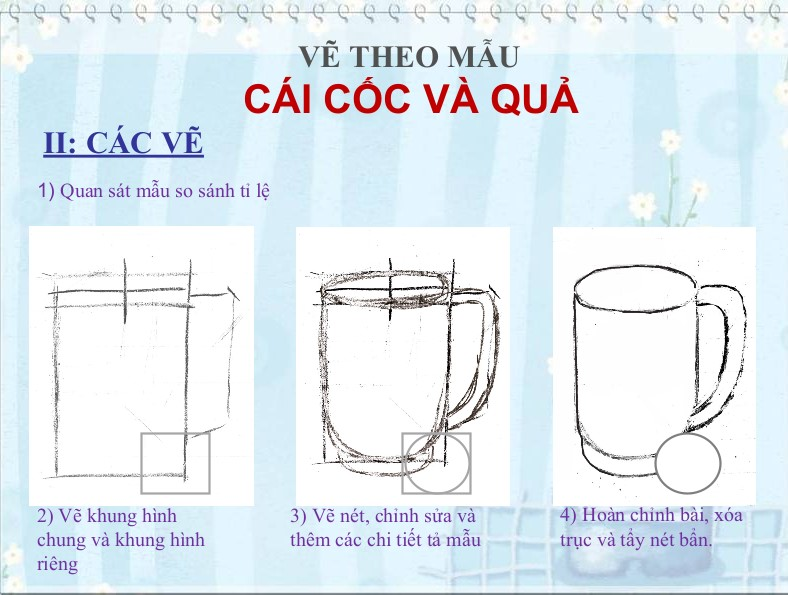 VẼ THEO MẪU
CÁI CỐC VÀ QUẢ
II: CÁC VẼ
1) Quan sát mẫu so sánh tỉ lệ
2) Vẽ khung hình
chung và khung hình
riêng
3) Vẽ nét, chỉnh sửa và
thêm các chi tiết tả mẫu
4) Hoàn chỉnh bài, xóa
trục và tẩy nét bẩn.